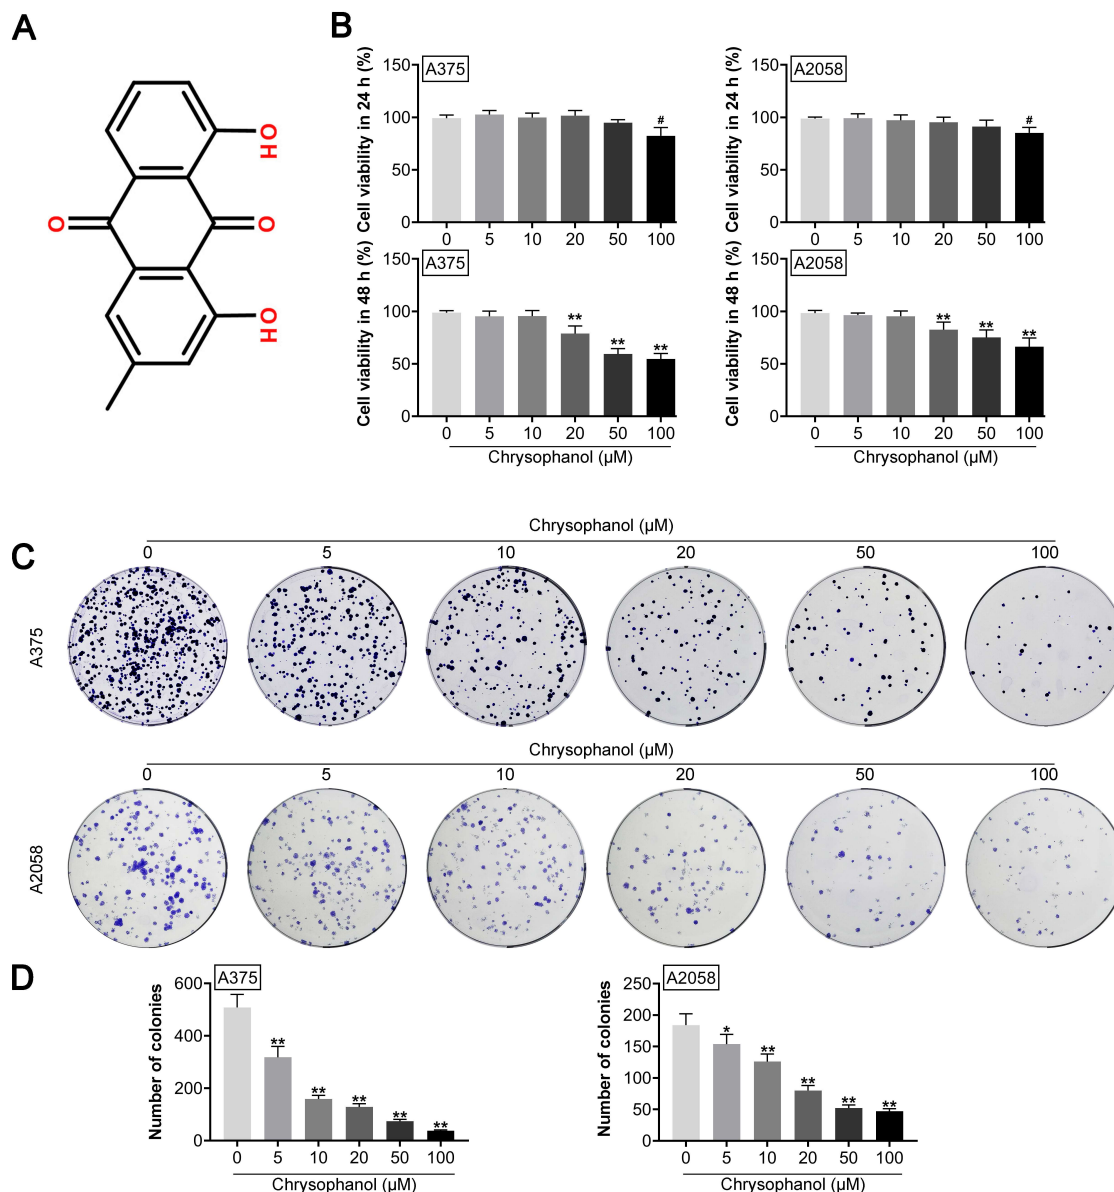 A
O
O
OH
OH
B
Cell viability in 24 h (%)
150
100
50
0
A375
#
0 5 10 20 50 100
Cell viability in 24 h (%)
150
100
50
0
A2058
#
0 5 10 20 50 100
Cell viability in 48 h (%)
150
100
50
0
A375
** ** **
0 5 10 20 50 100
Chrysophanol (µM)
Cell viability in 48 h (%)
150
100
50
0
A2058
** ** **
0 5 10 20 50 100
Chrysophanol (µM)
C
Chrysophanol (µM)
0 5 10 20 50 100
A375
Chrysophanol (µM)
0 5 10 20 50 100
A2058
D
Number of colonies
600
400
200
0
A375
** ** ** ** **
0 5 10 20 50 100
Chrysophanol (µM)
Number of colonies
250
200
150
100
50
0
A2058
* ** ** ** **
0 5 10 20 50 100
Chrysophanol (µM)